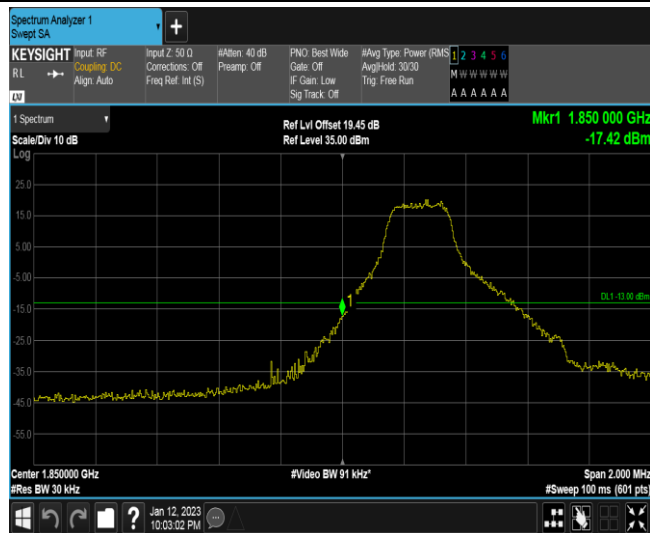 Spectrum Analyzer 1
Swept SA
KEYSIGHT
RL
LXI
Input: RF
Coupling: DC
Align: Auto
Input Z: 50 Ω
Corrections: Off
Freq Ref: Int (S)
#Atten: 40 dB
Preamp: Off
PNO: Best Wide
Gate: Off
IF Gain: Low
Sig Track: Off
#Avg Type: Power (RMS
Avg|Hold: 30/30
Trig: Free Run
1 2 3 4 5 6
M W W W W W
A A A A A A
1 Spectrum
Scale/Div 10 dB
Log
Ref Lvl Offset 19.45 dB
Ref Level 35.00 dBm
Mkr1 1.850 000 GHz
-17.42 dBm
25.0
15.0
5.00
-5.00
-15.0
-25.0
-35.0
-45.0
-55.0
1
DL1 -13.00 dBm
Center 1.850000 GHz
#Res BW 30 kHz
#Video BW 91 kHz*
Span 2.000 MHz
#Sweep 100 ms (601 pts)
?
Jan 12, 2023
10:03:02 PM